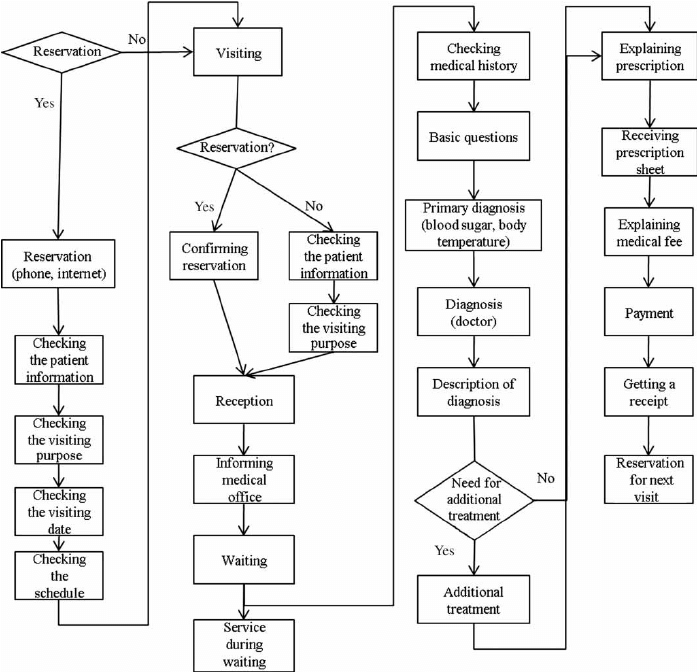 Reservation
No
Yes
Reservation
(phone, internet)
Checking
the patient
information
Checking
the visiting
purpose
Checking
the visiting
date
Checking
the
schedule
Visiting
Reservation?
Yes
No
Confirming
reservation
Checking
the patient
information
Checking
the visiting
purpose
Reception
Informing
medical
office
Waiting
Service
during
waiting
Checking
medical history
Basic questions
Primary diagnosis
(blood sugar, body
temperature)
Diagnosis
(doctor)
Description of
diagnosis
Need for
additional
treatment
No
Yes
Additional
treatment
Explaining
prescription
Receiving
prescription
sheet
Explaining
medical fee
Payment
Getting a
receipt
Reservation
for next
visit